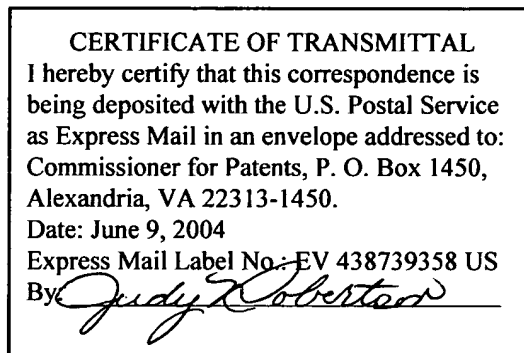 CERTIFICATE OF TRANSMITTAL
I hereby certify that this correspondence is
being deposited with the U.S. Postal Service
as Express Mail in an envelope addressed to:
Commissioner for Patents, P. O. Box 1450,
Alexandria, VA 22313-1450.
Date: June 9, 2004
Express Mail Label No.: EV 438739358 US
By: Judy Robertson